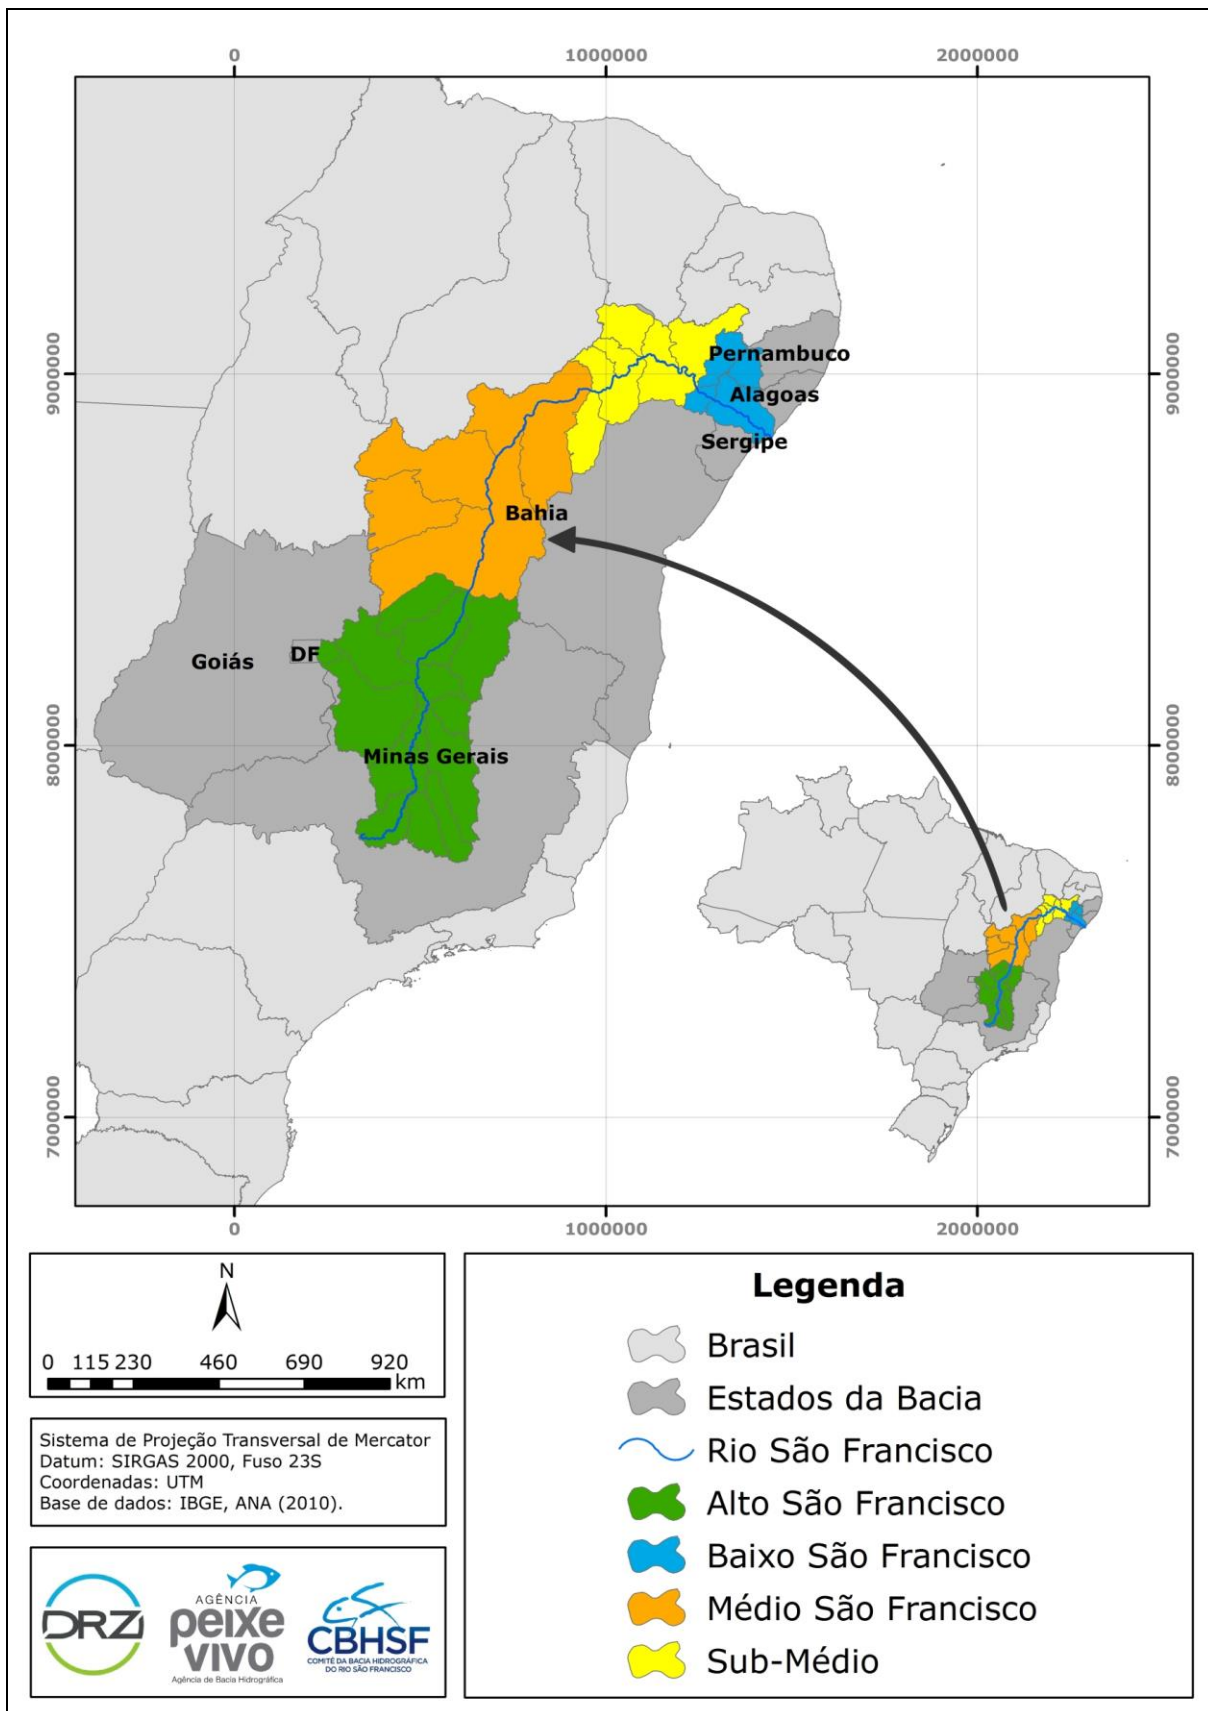 0 1000000 2000000
9000000 9000000
8000000 8000000
7000000 7000000
Pernambuco
Alagoas
Sergipe
Bahia
Goiás
DF
Minas Gerais
0 1000000 2000000
N
0 115 230 460 690 920
km
Sistema de Projeção Transversal de Mercator
Datum: SIRGAS 2000, Fuso 23S
Coordenadas: UTM
Base de dados: IBGE, ANA (2010).
DRZ
AGÊNCIA
peixe
vivo
Agência de Bacia Hidrográfica
CBHSF
COMITÊ DA BACIA HIDROGRÁFICA
DO RIO SÃO FRANCISCO
Legenda
Brasil
Estados da Bacia
Rio São Francisco
Alto São Francisco
Baixo São Francisco
Médio São Francisco
Sub-Médio